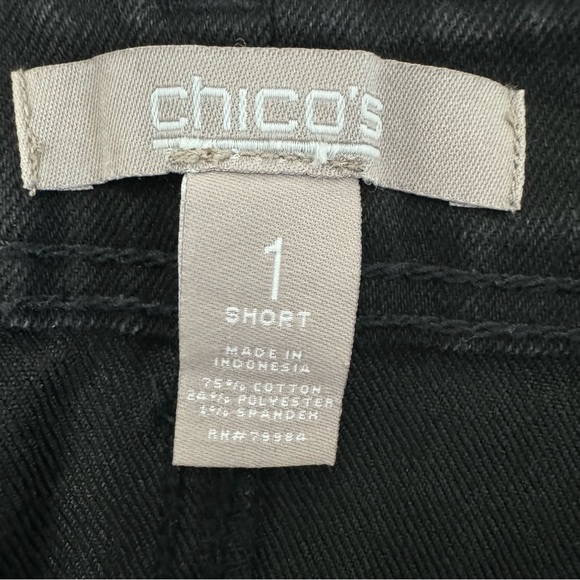 chico's
1
SHORT
MADE IN
INDONESIA
75% COTTON
24% POLYESTER
1% SPANDEX
RN#79984